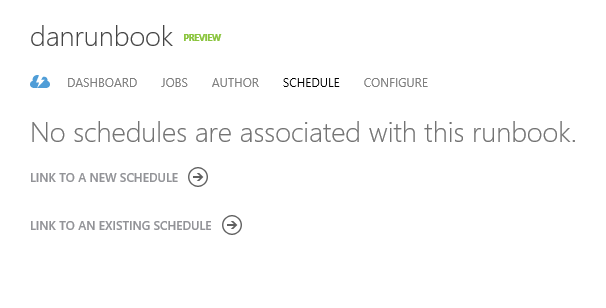 danrunbook PREVIEW
DASHBOARD JOBS AUTHOR SCHEDULE CONFIGURE
No schedules are associated with this runbook.
LINK TO A NEW SCHEDULE
LINK TO AN EXISTING SCHEDULE